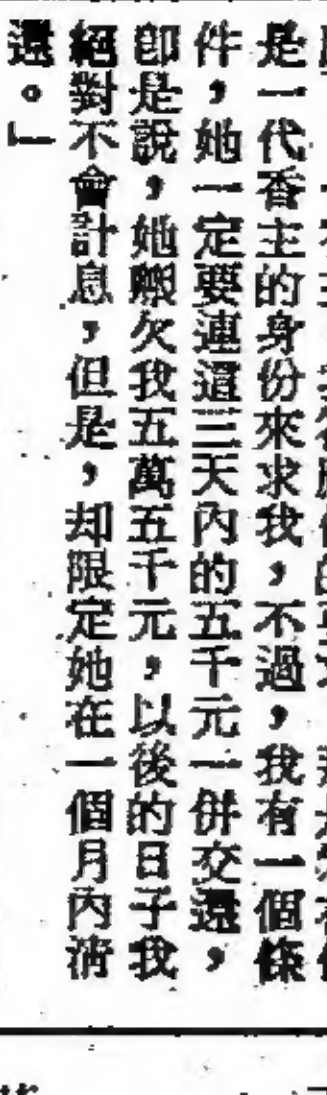 是一代香主的身份來求我，不過，我有一個條
件，她一定要連這三天內的五千元一併交還，
即是說，她賒欠我五萬五千元，以後的日子我
絕對不會計息，但是，却限定她在一個月內清
還。」